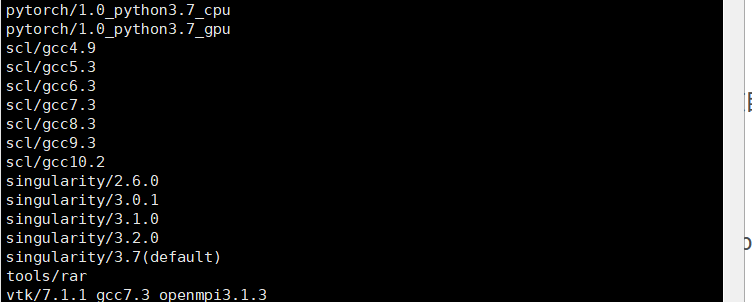 pytorch/1.0_python3.7_cpu
pytorch/1.0_python3.7_gpu
scl/gcc4.9
scl/gcc5.3
scl/gcc6.3
scl/gcc7.3
scl/gcc8.3
scl/gcc9.3
scl/gcc10.2
singularity/2.6.0
singularity/3.0.1
singularity/3.1.0
singularity/3.2.0
singularity/3.7(default)
tools/rar
vtk/7.1.1_gcc7.3_openmpi3.1.3